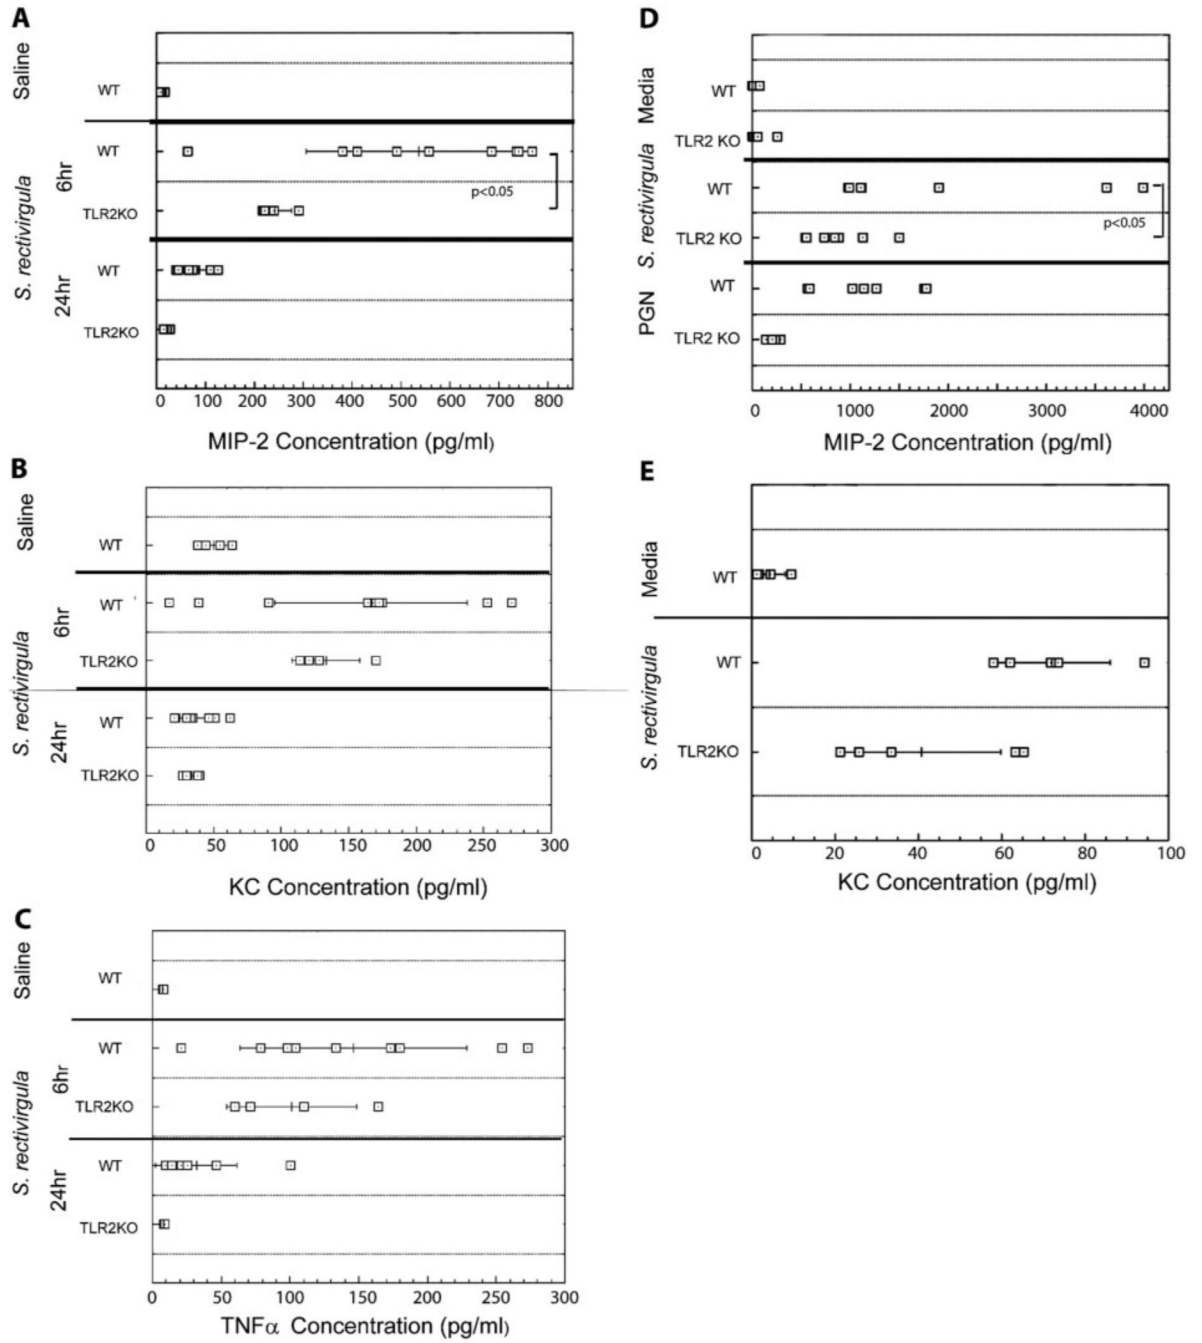 A
Saline
WT
S. rectivirgula
6hr
WT
p<0.05
TLR2KO
24hr
WT
TLR2KO
0 100 200 300 400 500 600 700 800
MIP-2 Concentration (pg/ml)
B
Saline
WT
S. rectivirgula
6hr
WT
TLR2KO
24hr
WT
TLR2KO
0 50 100 150 200 250 300
KC Concentration (pg/ml)
C
Saline
WT
S. rectivirgula
6hr
WT
TLR2KO
24hr
WT
TLR2KO
0 50 100 150 200 250 300
TNFα Concentration (pg/ml)
D
Media
WT
TLR2 KO
S. rectivirgula
WT
p<0.05
TLR2 KO
PGN
WT
TLR2 KO
0 1000 2000 3000 4000
MIP-2 Concentration (pg/ml)
E
Media
WT
S. rectivirgula
WT
TLR2KO
0 20 40 60 80 100
KC Concentration (pg/ml)